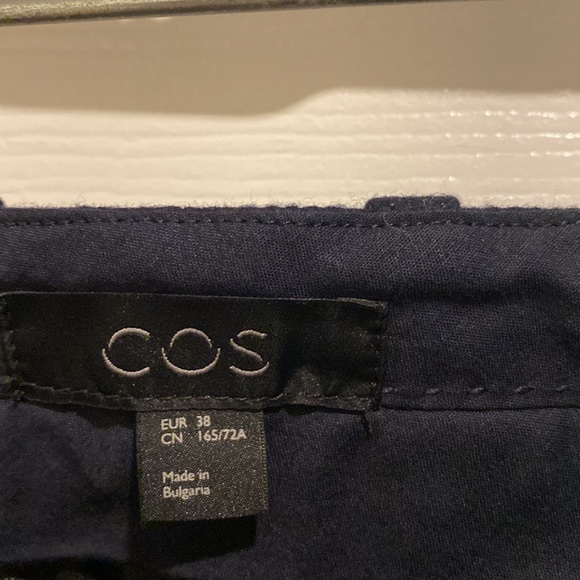 COS
EUR 38
CN 165/72A
Made in
Bulgaria